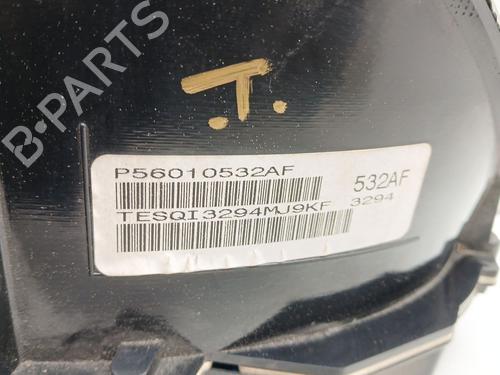 .T.
B-PARTS
P56010532AF
532AF
TESQI3294MJ9KF
3294